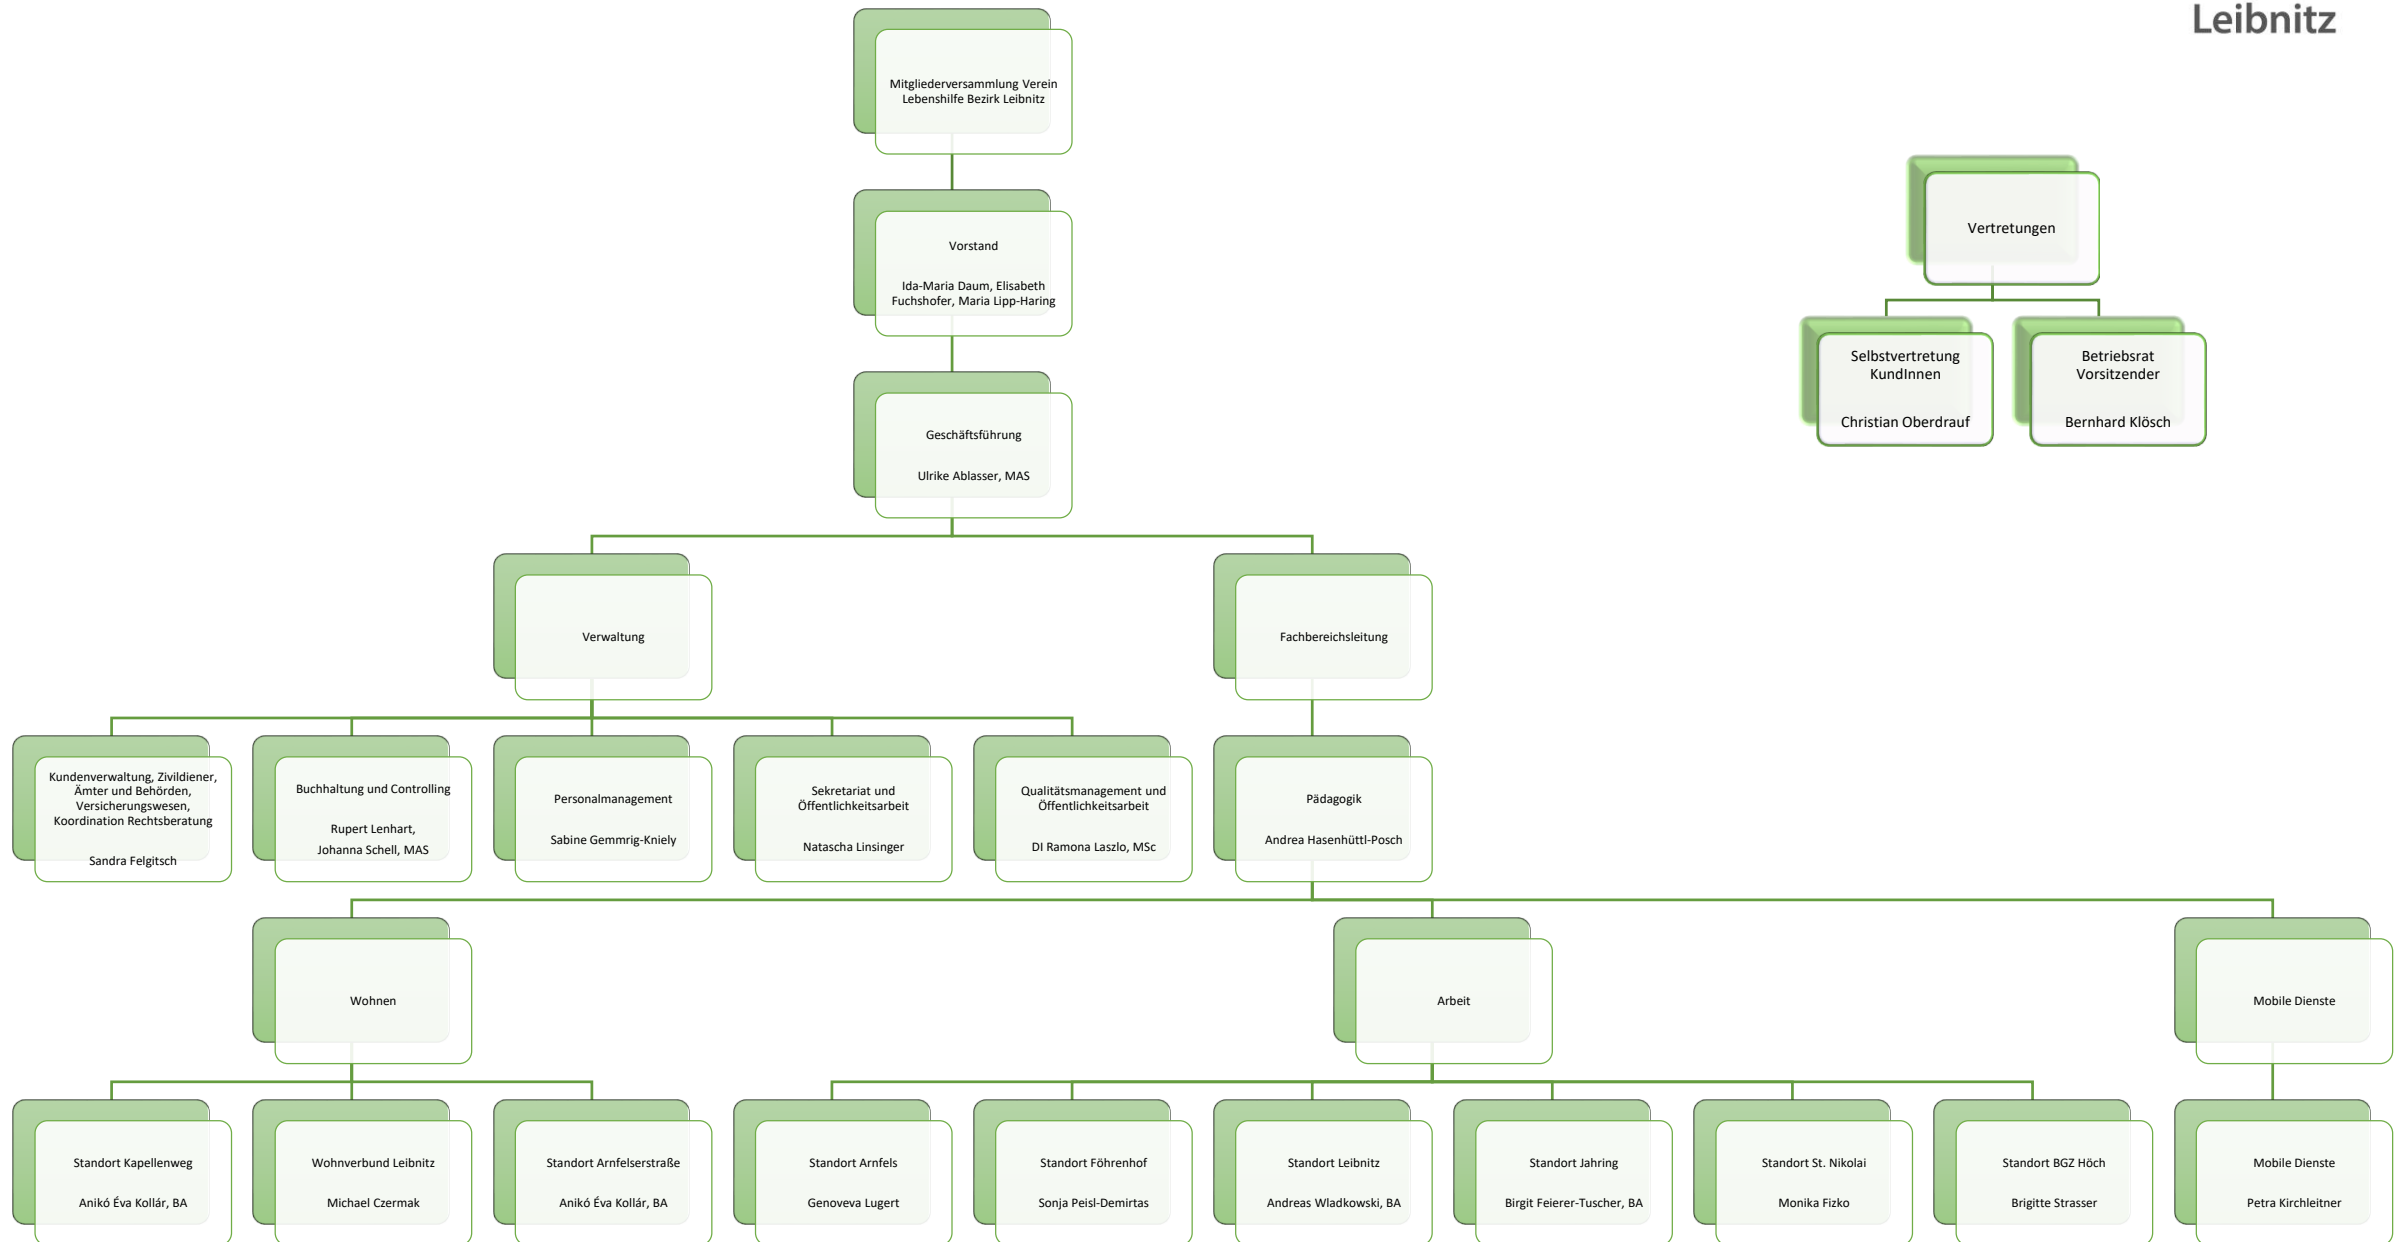 Leibnitz
Mitgliederversammlung Verein
Lebenshilfe Bezirk Leibnitz
Vorstand
Ida-Maria Daum, Elisabeth
Fuchshofer, Maria Lipp-Haring
Geschäftsführung
Ulrike Ablasser, MAS
Vertretungen
Selbstvertretung
KundInnen
Christian Oberdrauf
Betriebsrat
Vorsitzender
Bernhard Klösch
Verwaltung
Fachbereichsleitung
Kundenverwaltung, Zivildiener,
Ämter und Behörden,
Versicherungswesen,
Koordination Rechtsberatung
Sandra Felgitsch
Buchhaltung und Controlling
Rupert Lenhart,
Johanna Schell, MAS
Personalmanagement
Sabine Gemmrig-Kniely
Sekretariat und
Öffentlichkeitsarbeit
Natascha Linsinger
Qualitätsmanagement und
Öffentlichkeitsarbeit
DI Ramona Laszlo, MSc
Pädagogik
Andrea Hasenhüttl-Posch
Wohnen
Arbeit
Mobile Dienste
Standort Kapellenweg
Anikó Éva Kollár, BA
Wohnverbund Leibnitz
Michael Czermak
Standort Arnfelserstraße
Anikó Éva Kollár, BA
Standort Arnfels
Genoveva Lugert
Standort Föhrenhof
Sonja Peisl-Demirtas
Standort Leibnitz
Andreas Wladkowski, BA
Standort Jahring
Birgit Feierer-Tuscher, BA
Standort St. Nikolai
Monika Fizko
Standort BGZ Höch
Brigitte Strasser
Mobile Dienste
Petra Kirchleitner